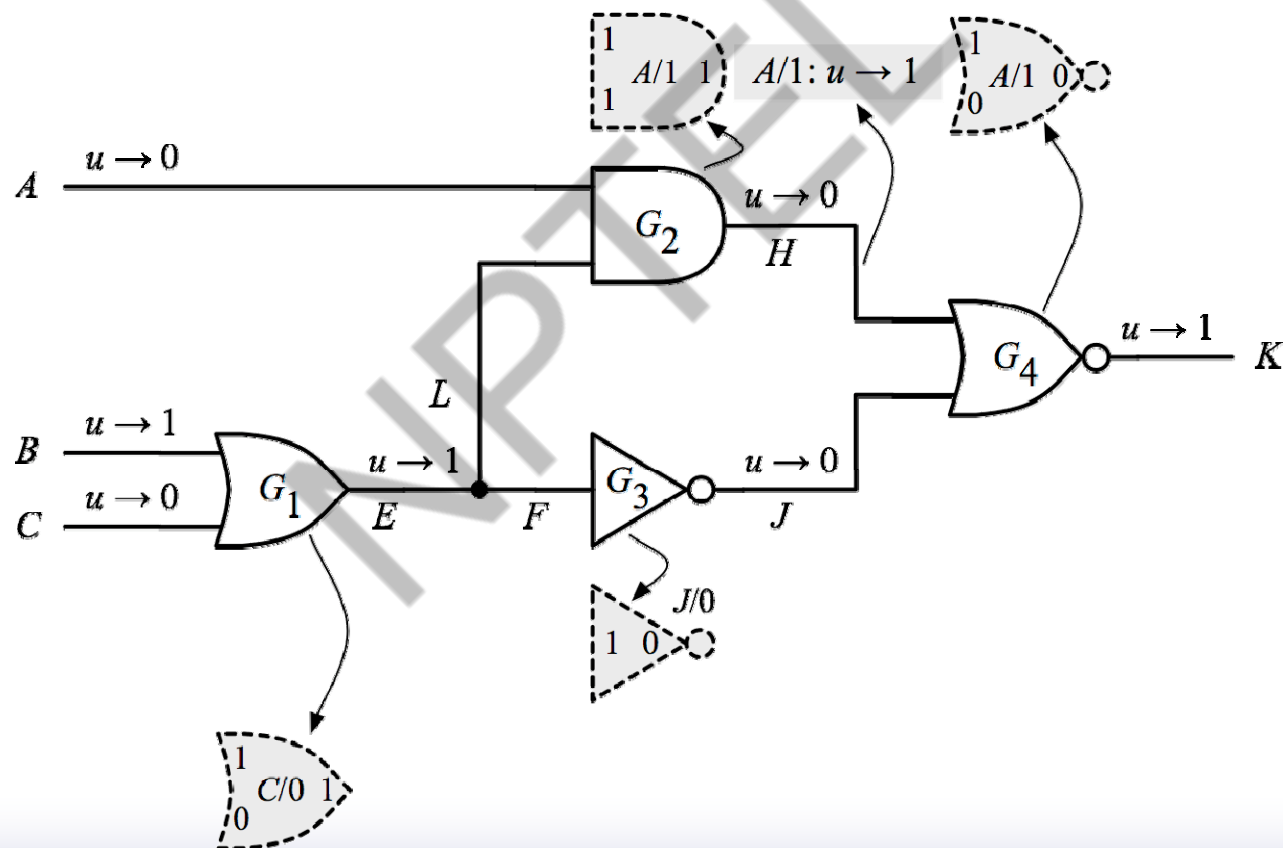 1
A/1 1
1
A/1: u → 1
1
A/1 0
0
u → 0
A
G2
u → 0
H
G4
u → 1
K
L
B
u → 1
C
u → 0
G1
u → 1
E
F
G3
u → 0
J
J/0
1 0
1
C/0 1
0
NPTEL